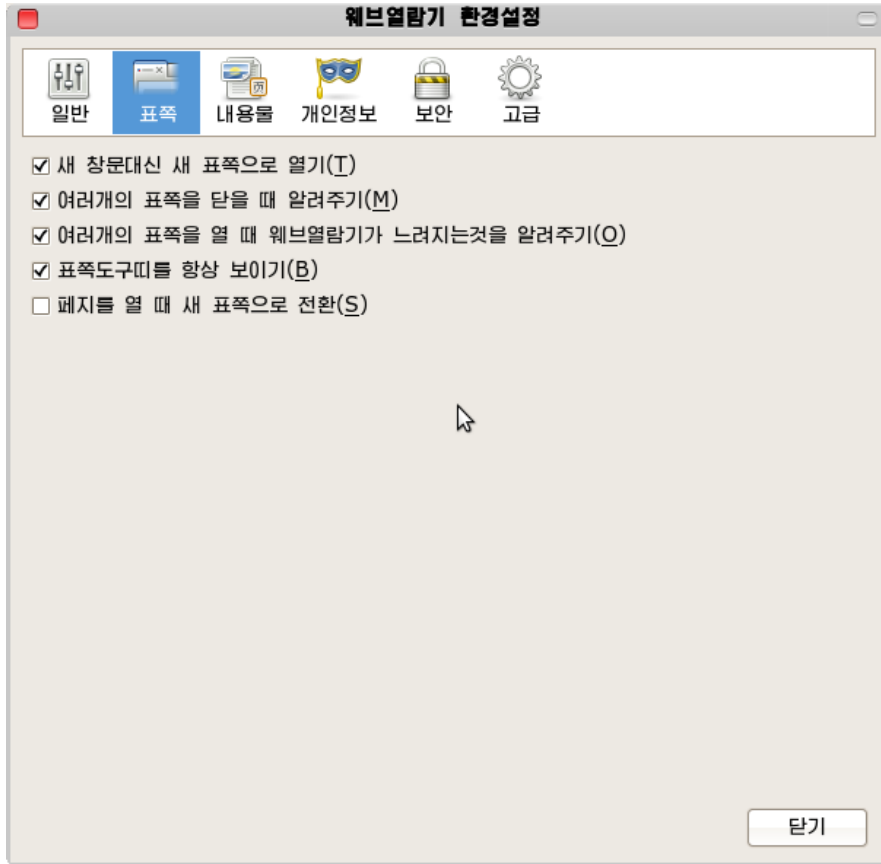 웨브열람기 환경설정
일반 표쪽 내용물 개인정보 보안 고급
새 창문대신 새 표쪽으로 열기(T)
여러개의 표쪽을 닫을 때 알려주기(M)
여러개의 표쪽을 열 때 웨브열람기가 느려지는것을 알려주기(O)
표쪽도구띠를 항상 보이기(B)
페지를 열 때 새 표쪽으로 전환(S)
닫기